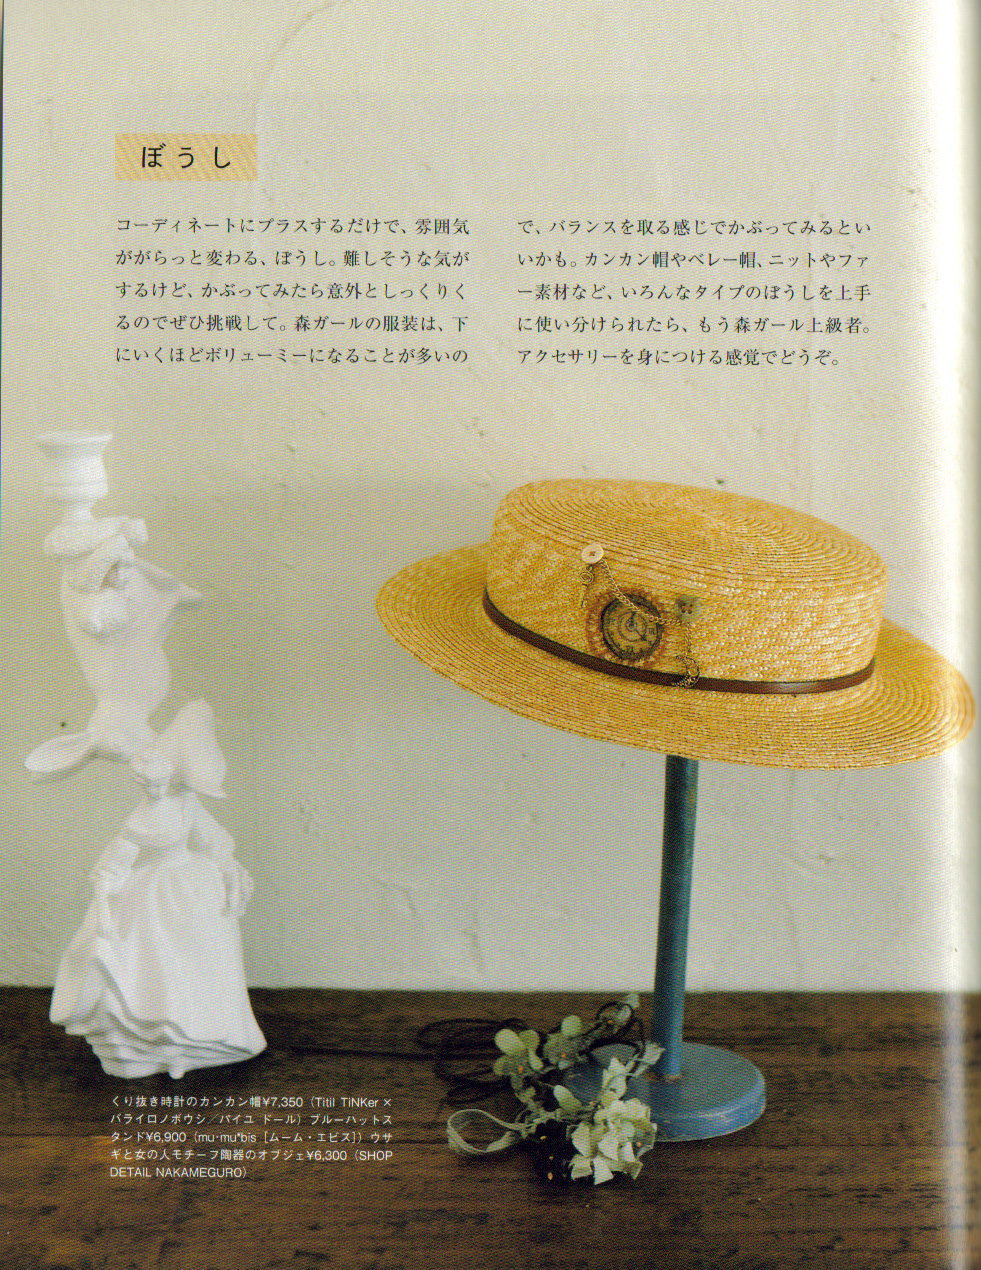 ぼうし
コーディネートにプラスするだけで、雰囲気
ががらっと変わる、ぼうし。難しそうな気が
するけど、かぶってみたら意外としっくりく
るのでぜひ挑戦して。森ガールの服装は、下
にいくほどボリューミーになることが多いの
で、バランスを取る感じでかぶってみるとい
いかも。カンカン帽やベレー帽、ニットやファ
ー素材など、いろんなタイプのぼうしを上手
に使い分けられたら、もう森ガール上級者。
アクセサリーを身につける感覚でどうぞ。
くり抜き時計のカンカン帽¥7,350（Titil TINKer ×
バライロノボウシ／パイユ ドール）ブルーハットス
タンド¥6,900（mu・mu*bis［ムーム・エビス］）ウサ
ギと女の人モチーフ陶器のオブジェ¥6,300（SHOP
DETAIL NAKAMEGURO）